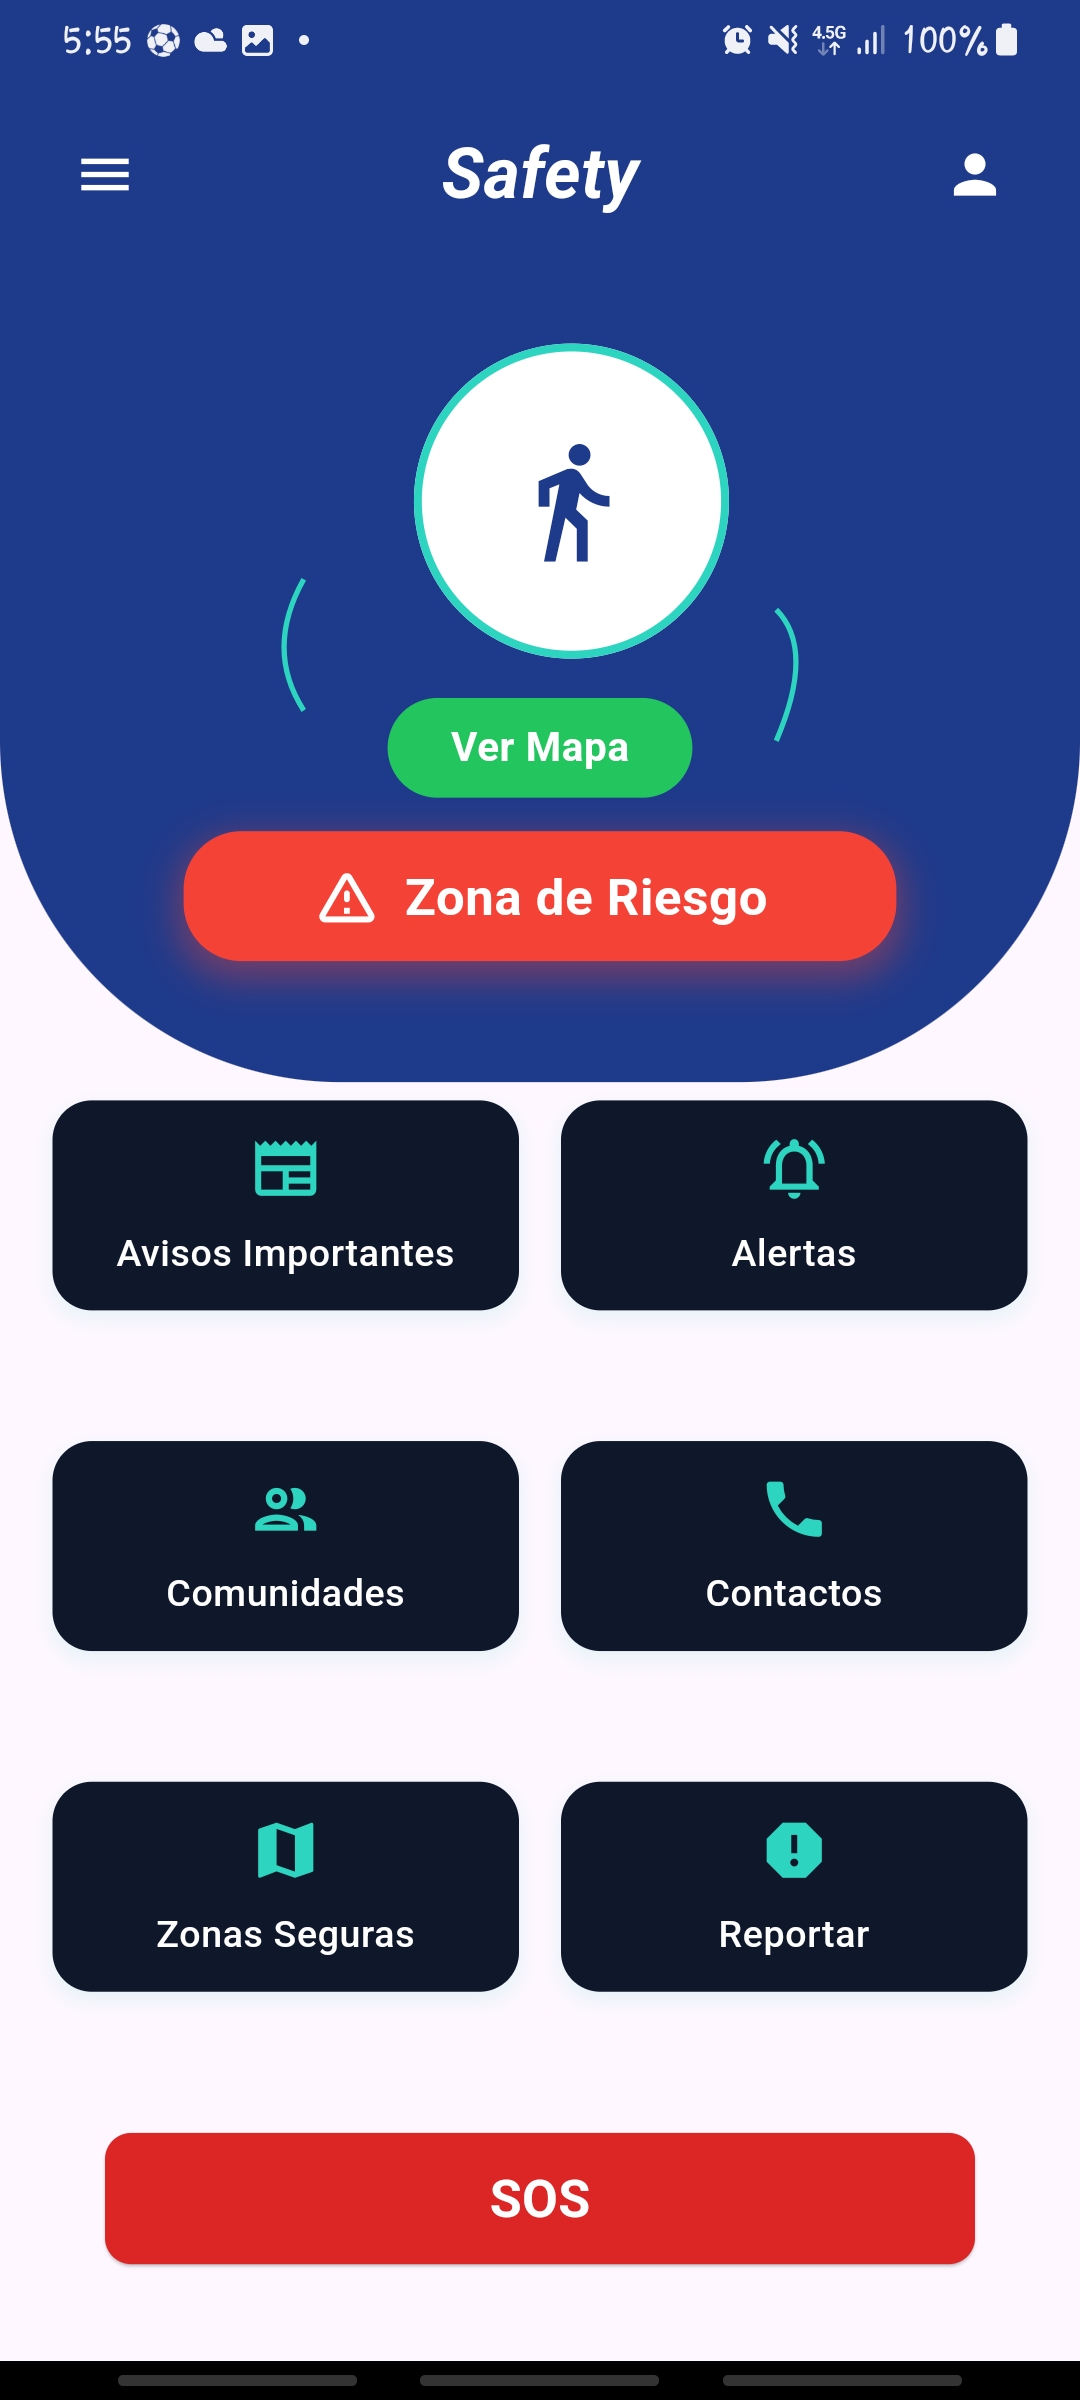 5:55 4.5G 100%
Safety
Ver Mapa
Zona de Riesgo
Avisos Importantes
Alertas
Comunidades
Contactos
Zonas Seguras
Reportar
SOS